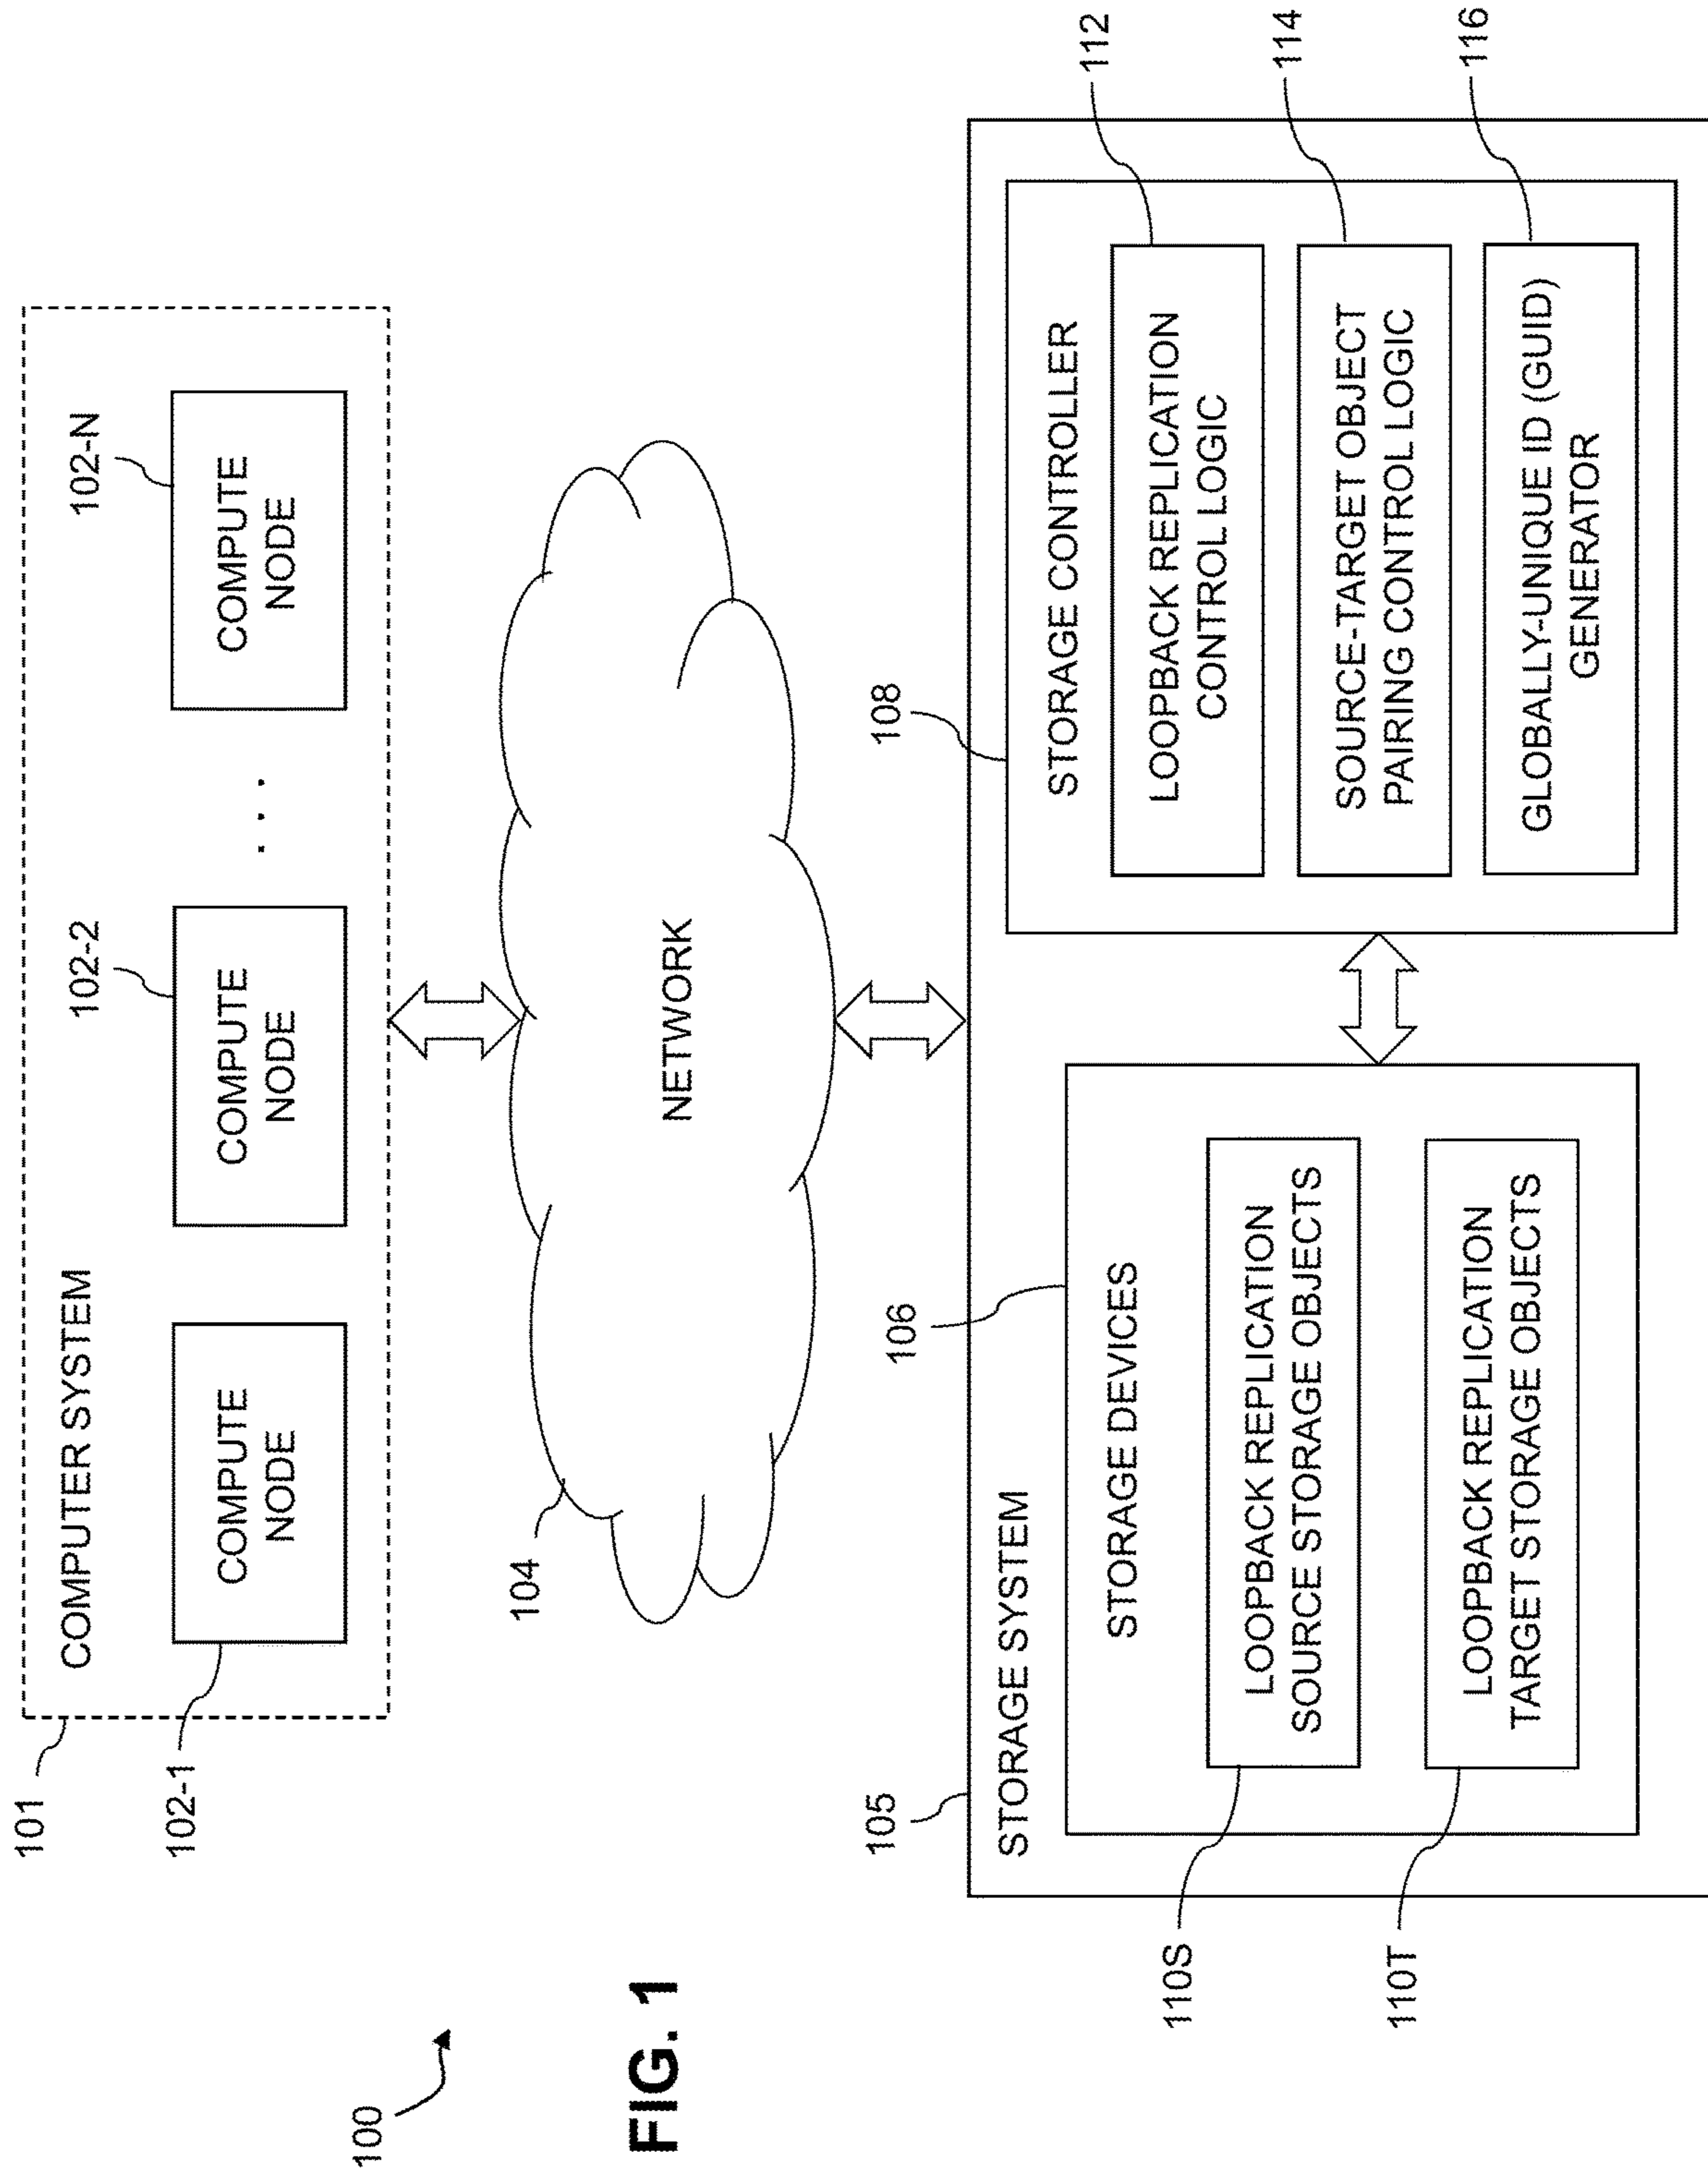 101
COMPUTER SYSTEM
102-1
COMPUTE
NODE
102-2
COMPUTE
NODE
. . .
102-N
COMPUTE
NODE
104
NETWORK
100
FIG. 1
105
STORAGE SYSTEM
106
STORAGE DEVICES
110S
LOOPBACK REPLICATION
SOURCE STORAGE OBJECTS
110T
LOOPBACK REPLICATION
TARGET STORAGE OBJECTS
108
STORAGE CONTROLLER
LOOPBACK REPLICATION
CONTROL LOGIC
112
SOURCE-TARGET OBJECT
PAIRING CONTROL LOGIC
114
GLOBALLY-UNIQUE ID (GUID)
GENERATOR
116